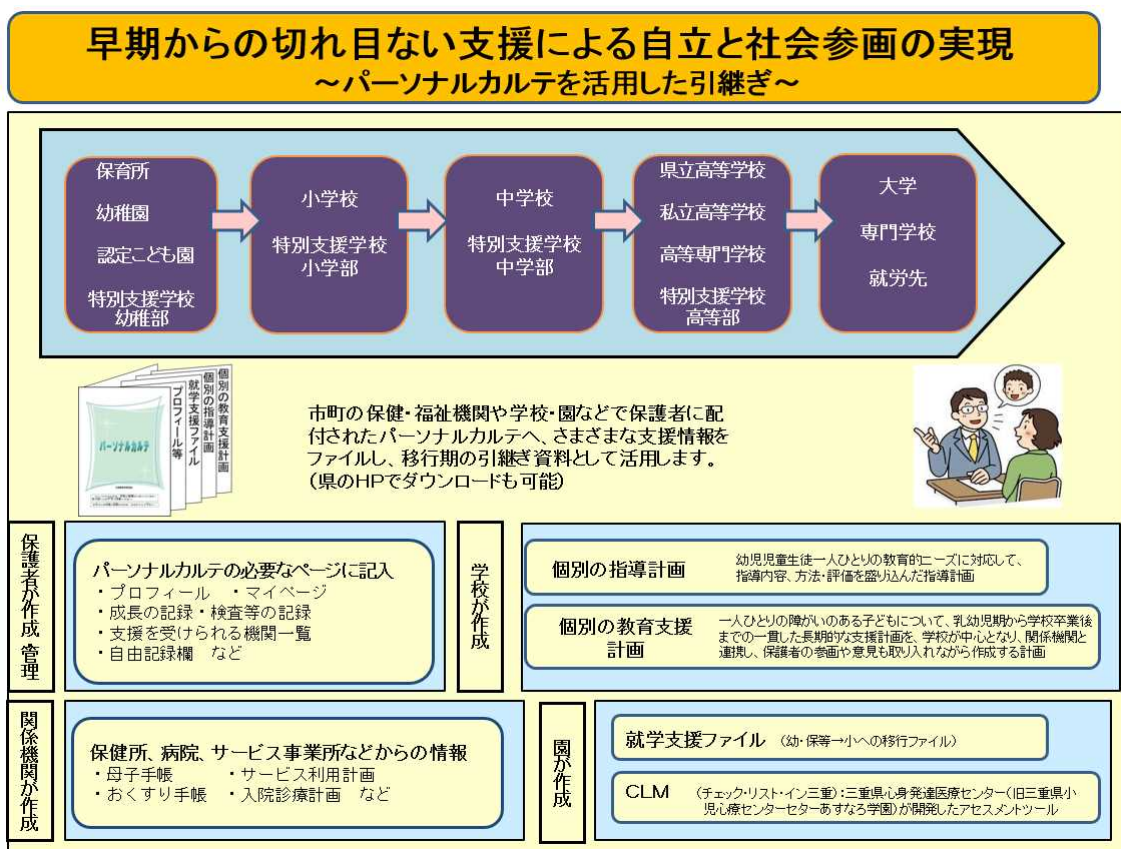 早期からの切れ目ない支援による自立と社会参画の実現
～パーソナルカルテを活用した引継ぎ～
保育所
幼稚園
認定こども園
特別支援学校
幼稚部
小学校
特別支援学校
小学部
中学校
特別支援学校
中学部
県立高等学校
私立高等学校
高等専門学校
特別支援学校
高等部
大学
専門学校
就労先
パーソナルカルテ
プロフィール等
就学支援ファイル
個別の指導計画
個別の教育支援計画
市町の保健・福祉機関や学校・園などで保護者に配
付されたパーソナルカルテへ、さまざまな支援情報を
ファイルし、移行期の引継ぎ資料として活用します。
(県のHPでダウンロードも可能)
保護者が作成・管理
パーソナルカルテの必要なページに記入
・プロフィール ・マイページ
・成長の記録・検査等の記録
・支援を受けられる機関一覧
・自由記録欄 など
学校が作成
個別の指導計画
幼児児童生徒一人ひとりの教育的ニーズに対応して、
指導内容、方法・評価を盛り込んだ指導計画
個別の教育支援
計画
一人ひとりの障がいのある子どもについて、乳幼児期から学校卒業後
までの一貫した長期的な支援計画を、学校が中心となり、関係機関と
連携し、保護者の参画や意見も取り入れながら作成する計画
関係機関が作成
保健所、病院、サービス事業所などからの情報
・母子手帳 ・サービス利用計画
・おくすり手帳 ・入院診療計画 など
園が作成
就学支援ファイル (幼・保等→小への移行ファイル)
CLM (チェック・リスト・イン三重):三重県心身発達医療センター(旧三重県小
児心療センターセターあすなろ学園)が開発したアセスメントツール